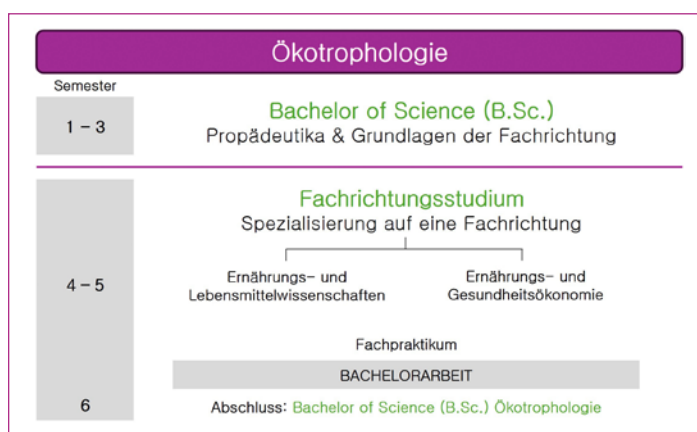 Ökotrophologie
Semester
1 – 3
Bachelor of Science (B.Sc.)
Propädeutika & Grundlagen der Fachrichtung
Fachrichtungsstudium
Spezialisierung auf eine Fachrichtung
4 – 5
Ernährungs- und
Lebensmittelwissenschaften
Ernährungs- und
Gesundheitsökonomie
Fachpraktikum
BACHELORARBEIT
6
Abschluss: Bachelor of Science (B.Sc.) Ökotrophologie